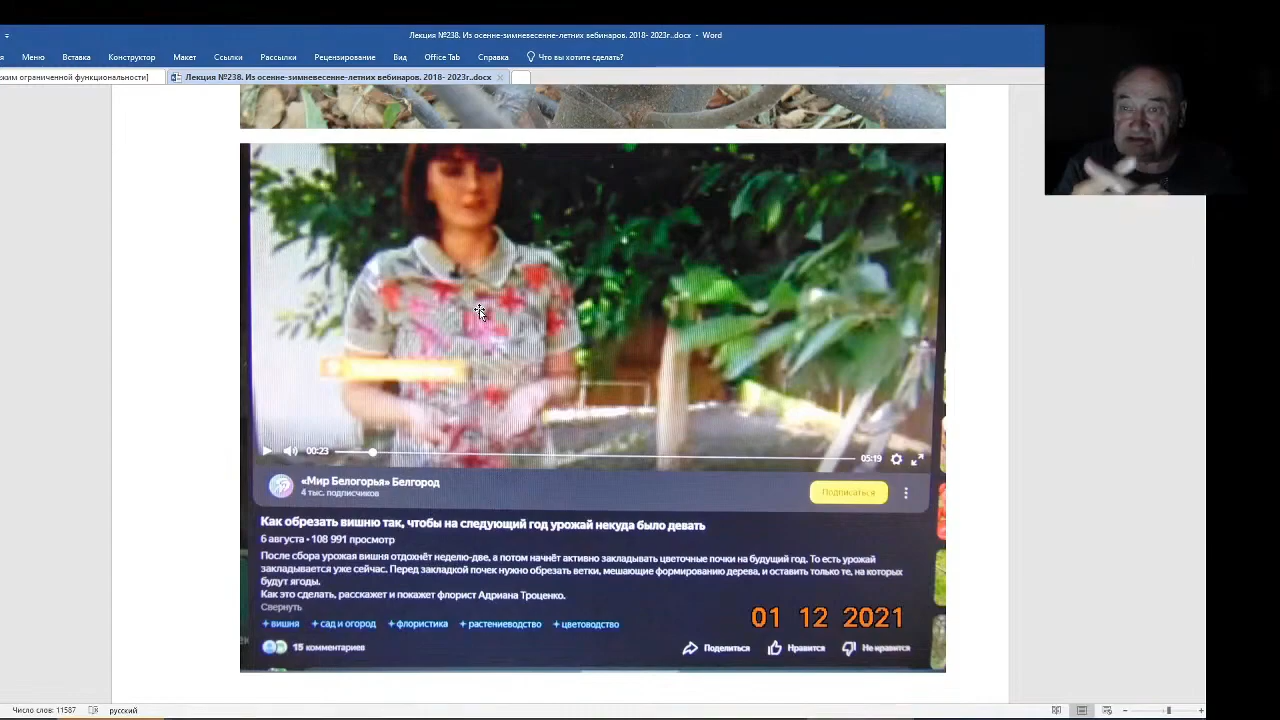 Лекция №238. Из осенне-зимневесенне-летних вебинаров. 2018- 2023г..docx - Word
Меню Вставка Конструктор Макет Ссылки Рассылки Рецензирование Вид Office Tab Справка Что вы хотите сделать?
жим ограниченной функциональности] Лекция №238. Из осенне-зимневесенне-летних вебинаров. 2018- 2023г..docx
00:23 05:19
«Мир Белогорья» Белгород
4 тыс. подписчиков
Подписаться
Как обрезать вишню так, чтобы на следующий год урожай некуда было девать
6 августа • 108 991 просмотр
После сбора урожая вишня отдохнёт неделю-две, а потом начнёт активно закладывать цветочные почки на будущий год. То есть урожай
закладывается уже сейчас. Перед закладкой почек нужно обрезать ветки, мешающие формированию дерева, и оставить только те, на которых
будут ягоды.
Как это сделать, расскажет и покажет флорист Адриана Троценко.
Свернуть
01 12 2021
+ вишня + сад и огород + флористика + растениеводство + цветоводство
15 комментариев Поделиться Нравится Не нравится
Число слов: 11587 русский